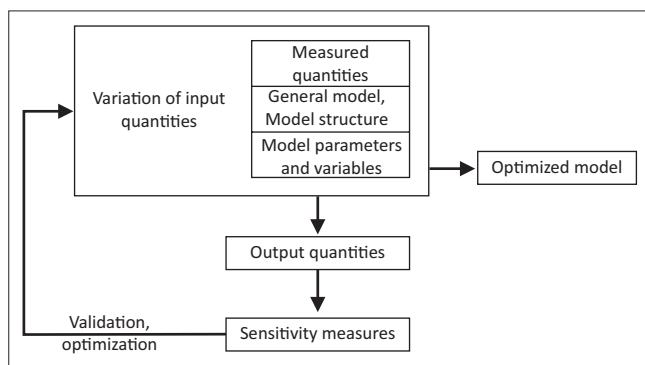 Variation of input
quantities
Measured
quantities
General model,
Model structure
Model parameters
and variables
Optimized model
Output quantities
Validation,
optimization
Sensitivity measures